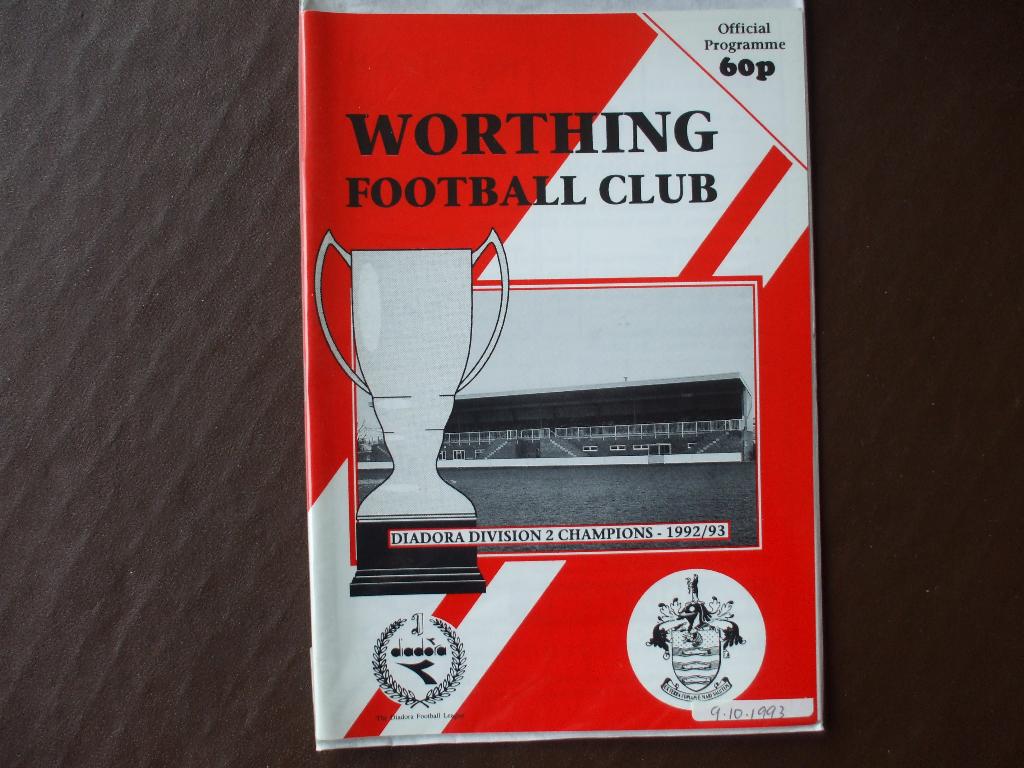 Official
Programme
60p
WORTHING
FOOTBALL CLUB
DIADORA DIVISION 2 CHAMPIONS - 1992/93
diadora
The Diadora Football League
9.10.1993